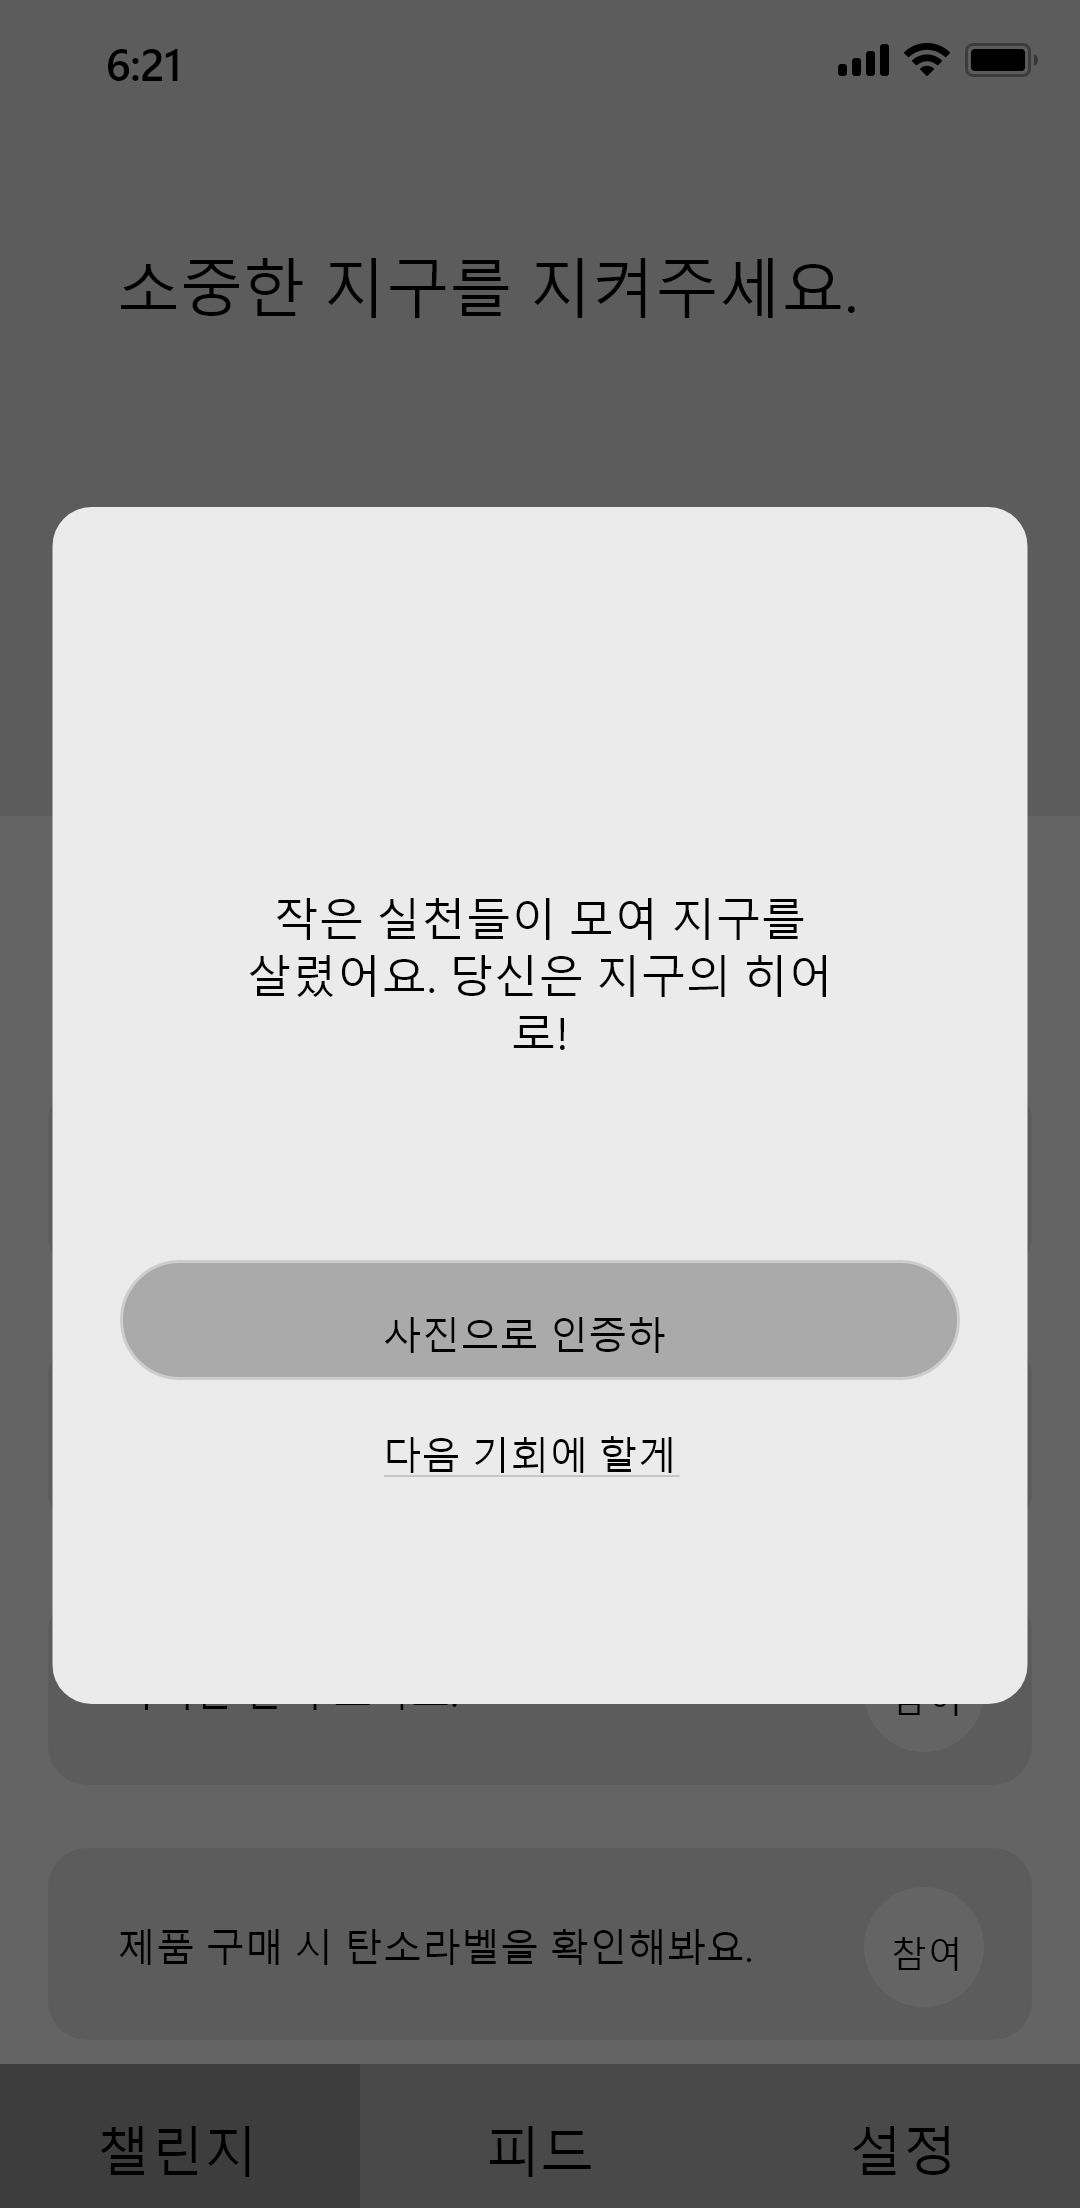 6:21
소중한 지구를 지켜주세요.
작은 실천들이 모여 지구를
살렸어요. 당신은 지구의 히어
로!
사진으로 인증하
다음 기회에 할게
제품 구매 시 탄소라벨을 확인해봐요.
참여
챌린지
피드
설정